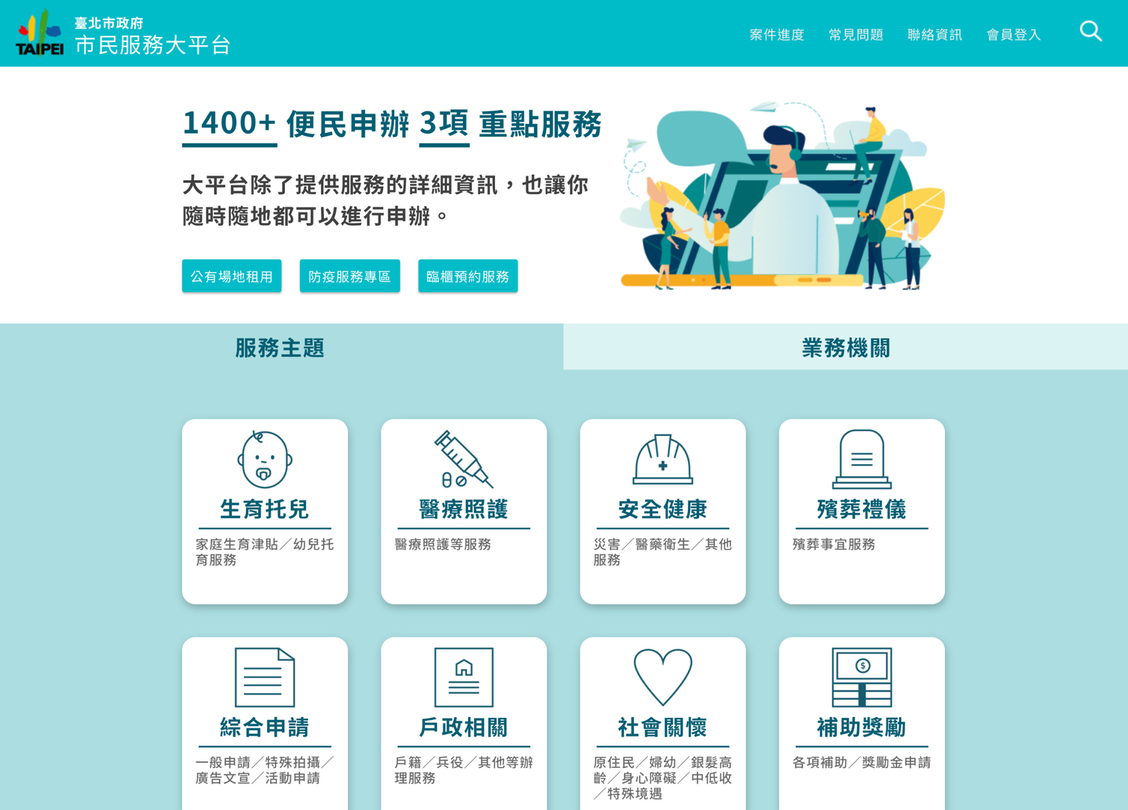 TAIPEI
臺北市政府
市民服務大平台
案件進度
常見問題
聯絡資訊
會員登入
1400+ 便民申辦 3項 重點服務
大平台除了提供服務的詳細資訊，也讓你
隨時隨地都可以進行申辦。
公有場地租用
防疫服務專區
臨櫃預約服務
服務主題
業務機關
生育托兒
家庭生育津貼／幼兒托
育服務
醫療照護
醫療照護等服務
安全健康
災害／醫藥衛生／其他
服務
殯葬禮儀
殯葬事宜服務
綜合申請
一般申請／特殊拍攝／
廣告文宣／活動申請
戶政相關
戶籍／兵役／其他等辦
理服務
社會關懷
原住民／婦幼／銀髮高
齡／身心障礙／中低收
／特殊境遇
$
補助獎勵
各項補助／獎勵金申請